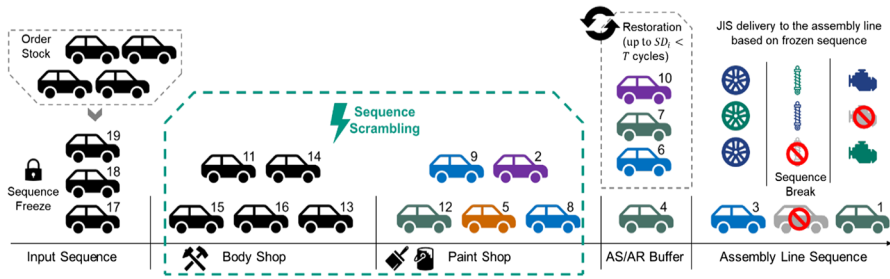 Order
Stock
19
18
17
Sequence
Freeze
Input Sequence
Sequence
Scrambling
11
14
15
16
13
Body Shop
9
2
12
5
8
Paint Shop
Restoration
(up to SDᵢ <
T cycles)
10
7
6
4
AS/AR Buffer
JIS delivery to the assembly line
based on frozen sequence
Sequence
Break
3
1
Assembly Line Sequence